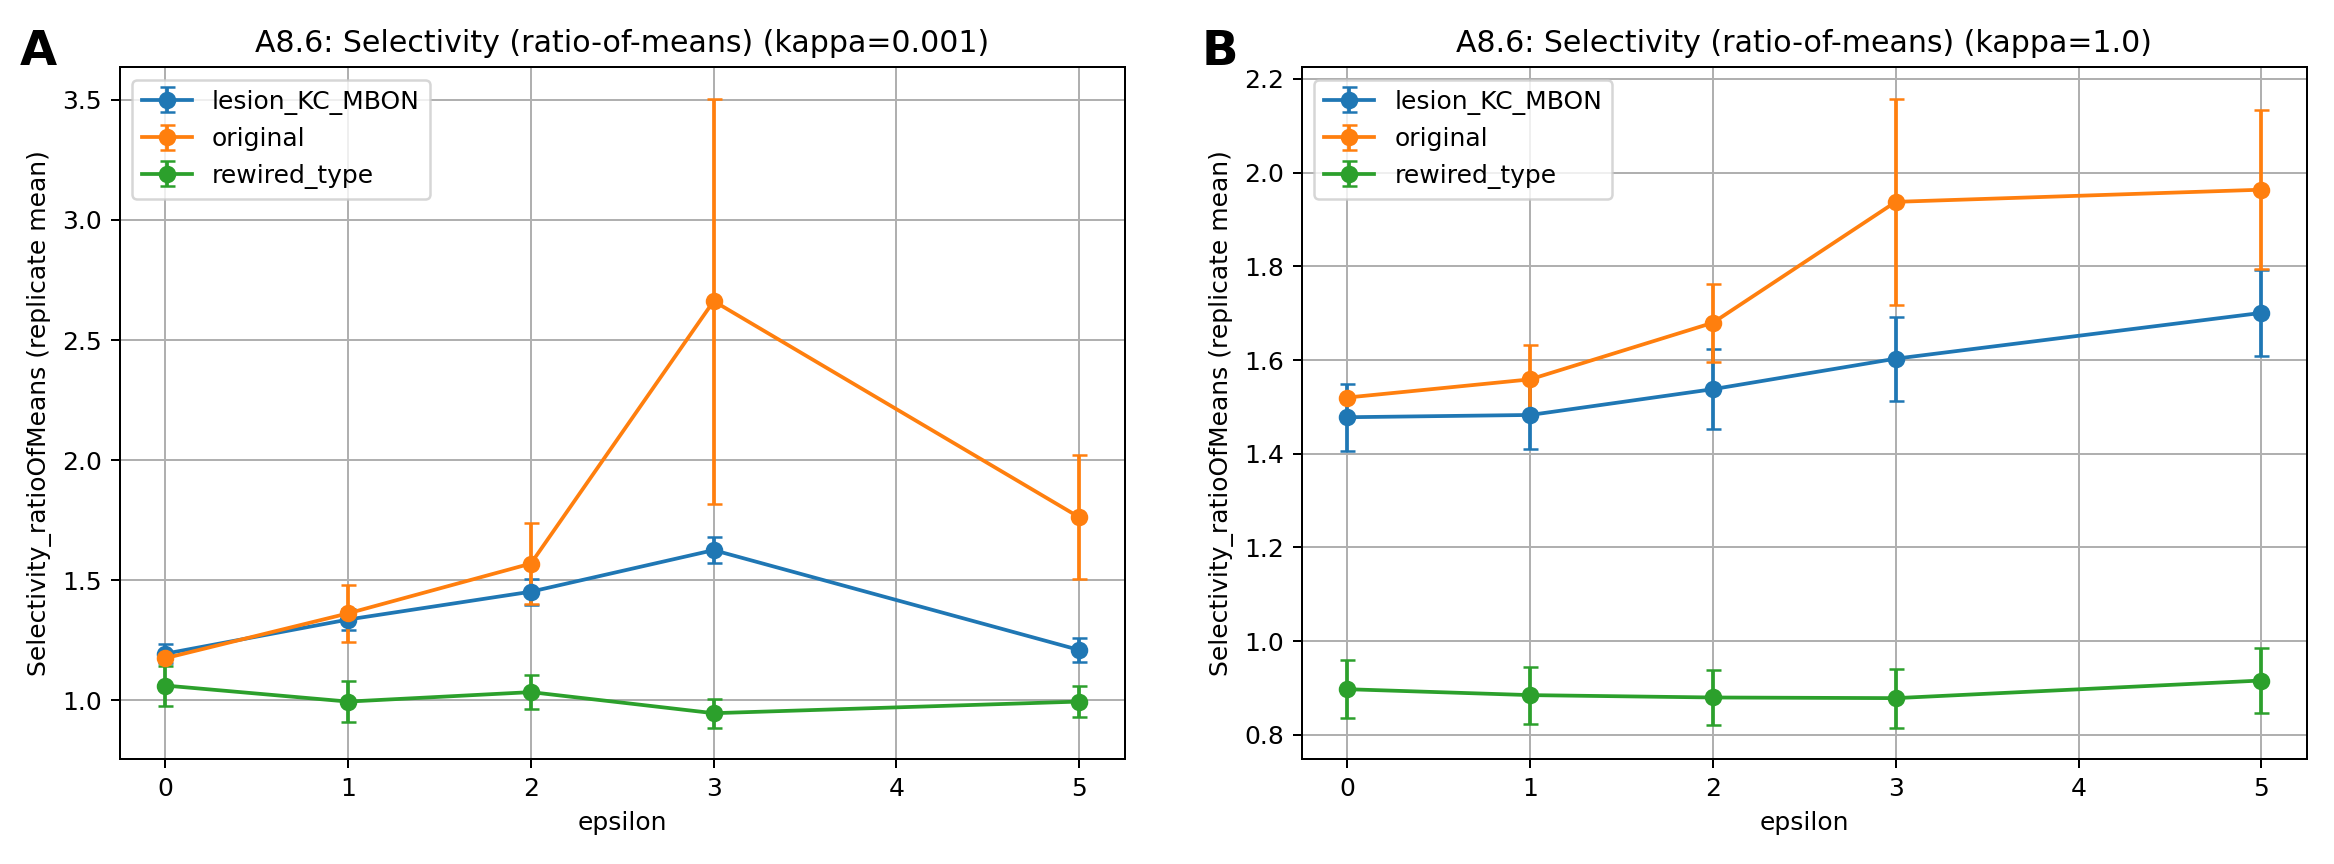 A
A8.6: Selectivity (ratio-of-means) (kappa=0.001)
Selectivity_ratioOfMeans (replicate mean)
3.5
3.0
2.5
2.0
1.5
1.0
lesion_KC_MBON
original
rewired_type
0 1 2 3 4 5
epsilon
B
A8.6: Selectivity (ratio-of-means) (kappa=1.0)
Selectivity_ratioOfMeans (replicate mean)
2.2
2.0
1.8
1.6
1.4
1.2
1.0
0.8
lesion_KC_MBON
original
rewired_type
0 1 2 3 4 5
epsilon